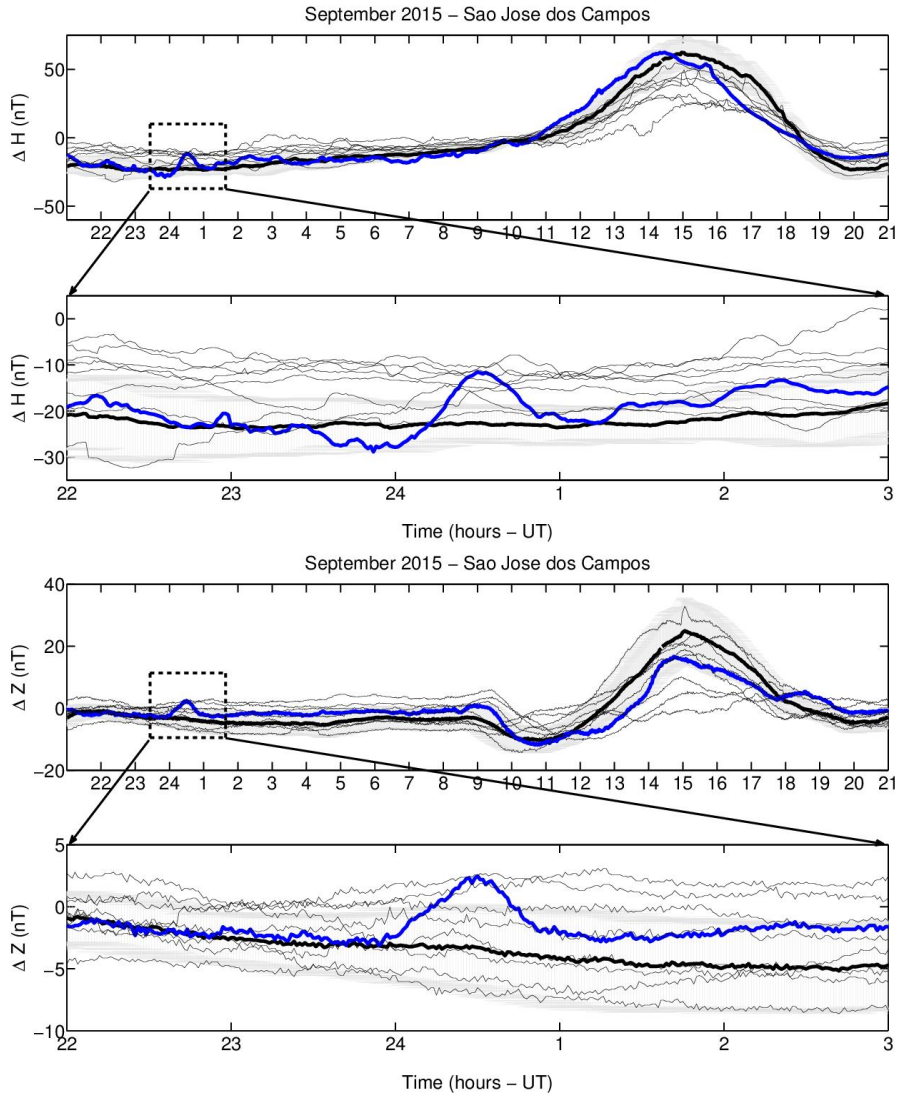 September 2015 – Sao Jose dos Campos
Δ H (nT)
50
0
−50
22 23 24 1 2 3 4 5 6 7 8 9 10 11 12 13 14 15 16 17 18 19 20 21
Δ H (nT)
0
−10
−20
−30
22 23 24 1 2 3
Time (hours – UT)
September 2015 – Sao Jose dos Campos
Δ Z (nT)
40
20
0
−20
22 23 24 1 2 3 4 5 6 7 8 9 10 11 12 13 14 15 16 17 18 19 20 21
Δ Z (nT)
5
0
−5
−10
22 23 24 1 2 3
Time (hours – UT)